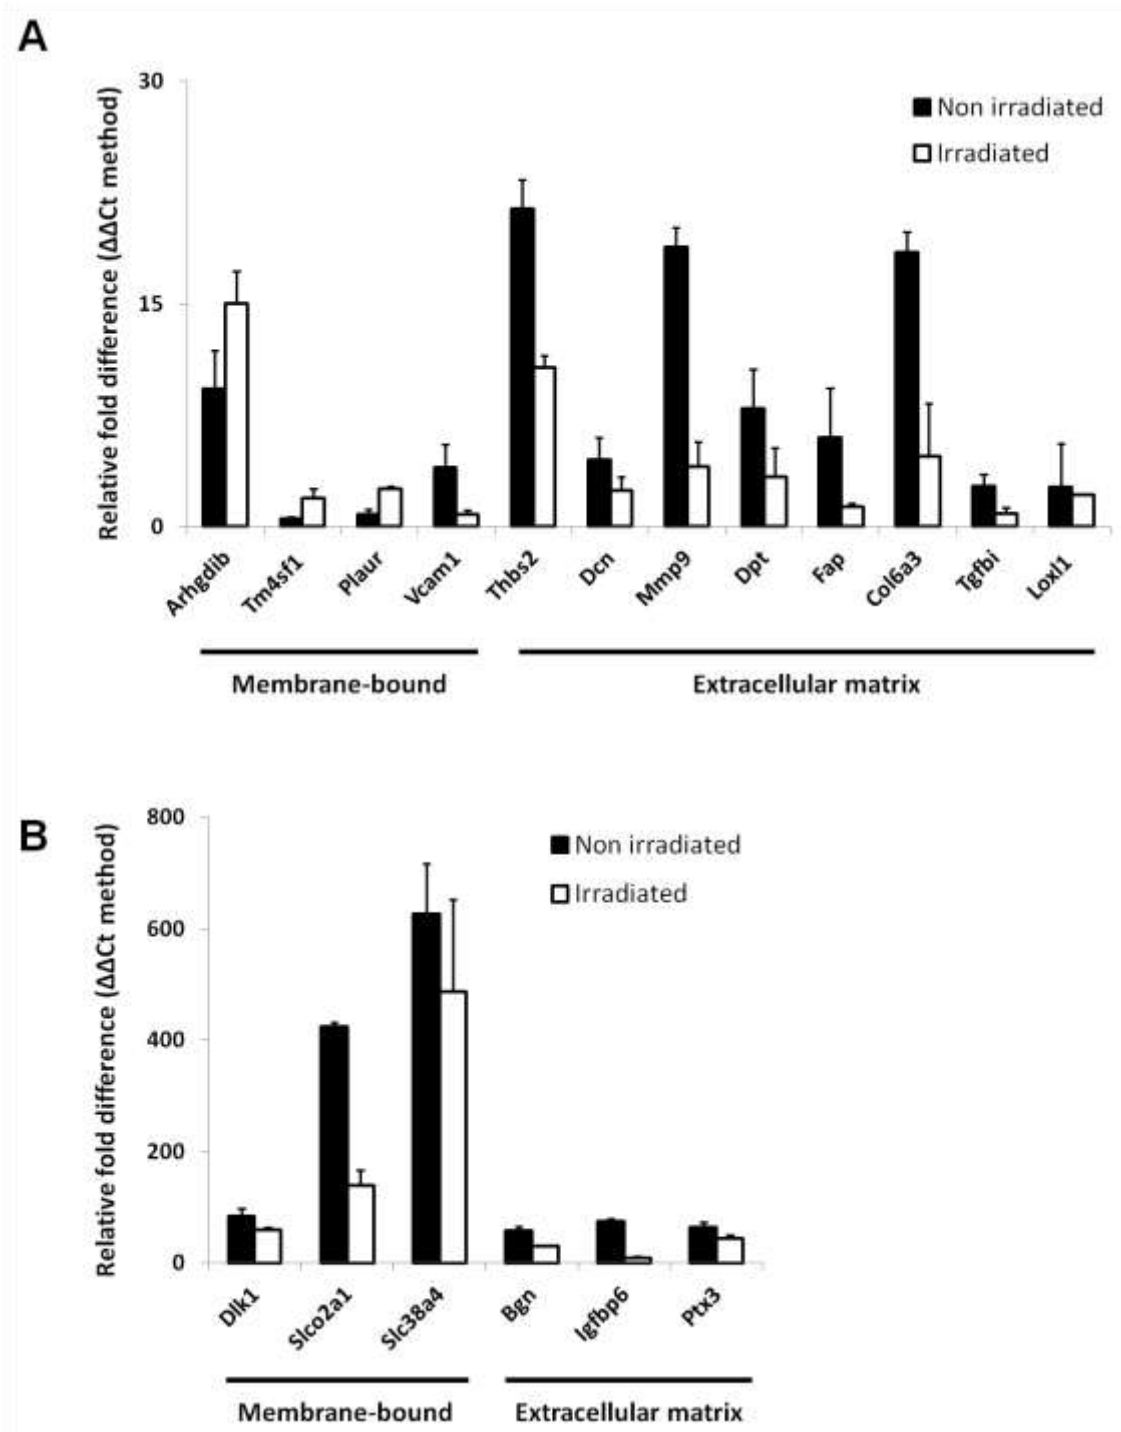 A
Relative fold difference (ΔΔCt method)
30
15
0
Non irradiated
Irradiated
Arhgdib
Tm4sf1
Plaur
Vcam1
Thbs2
Dcn
Mmp9
Dpt
Fap
Col6a3
Tgfbi
Loxl1
Membrane-bound
Extracellular matrix
B
Relative fold difference (ΔΔCt method)
800
600
400
200
0
Non irradiated
Irradiated
Dlk1
Slco2a1
Slc38a4
Bgn
Igfbp6
Ptx3
Membrane-bound
Extracellular matrix